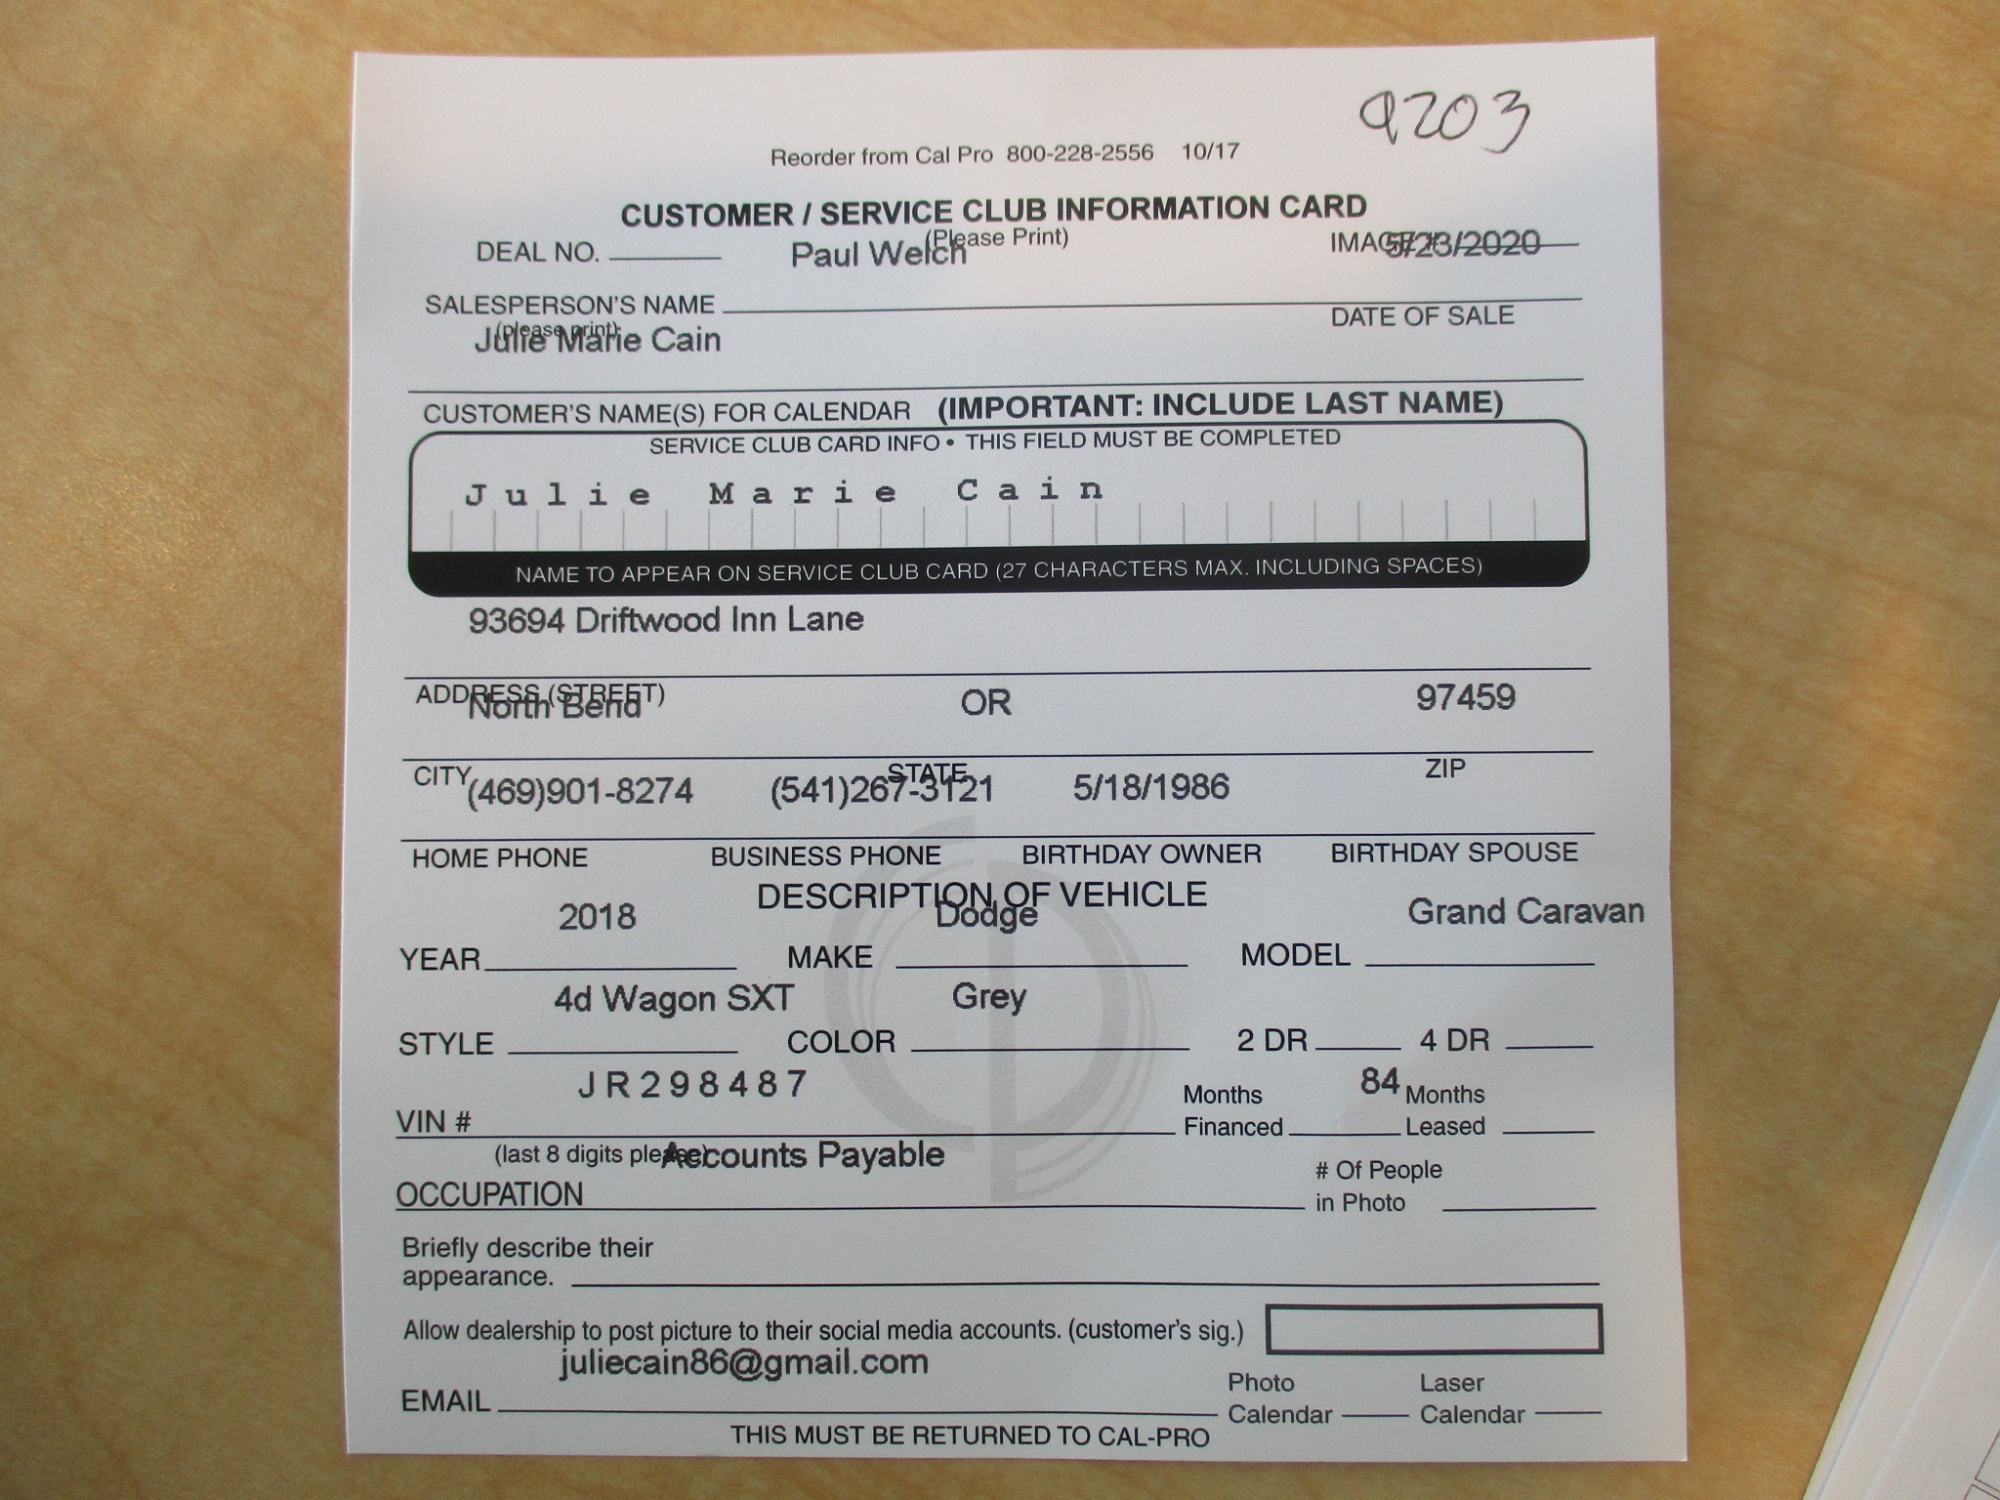 9203
Reorder from Cal Pro 800-228-2556 10/17
CUSTOMER / SERVICE CLUB INFORMATION CARD
(Please Print)
DEAL NO. Paul Welch IMAGE # 5/23/2020
SALESPERSON'S NAME DATE OF SALE
(please print)
Julie Marie Cain
CUSTOMER'S NAME(S) FOR CALENDAR (IMPORTANT: INCLUDE LAST NAME)
SERVICE CLUB CARD INFO • THIS FIELD MUST BE COMPLETED
Julie Marie Cain
NAME TO APPEAR ON SERVICE CLUB CARD (27 CHARACTERS MAX. INCLUDING SPACES)
93694 Driftwood Inn Lane
ADDRESS (STREET)
North Bend OR 97459
CITY STATE ZIP
(469)901-8274 (541)267-3121 5/18/1986
HOME PHONE BUSINESS PHONE BIRTHDAY OWNER BIRTHDAY SPOUSE
DESCRIPTION OF VEHICLE
2018 Dodge Grand Caravan
YEAR MAKE MODEL
4d Wagon SXT Grey
STYLE COLOR 2 DR 4 DR
JR298487 84
VIN # Months Financed Months Leased
(last 8 digits please) Accounts Payable
OCCUPATION # Of People in Photo
Briefly describe their
appearance.
Allow dealership to post picture to their social media accounts. (customer's sig.)
juliecain86@gmail.com
EMAIL Photo Calendar Laser Calendar
THIS MUST BE RETURNED TO CAL-PRO